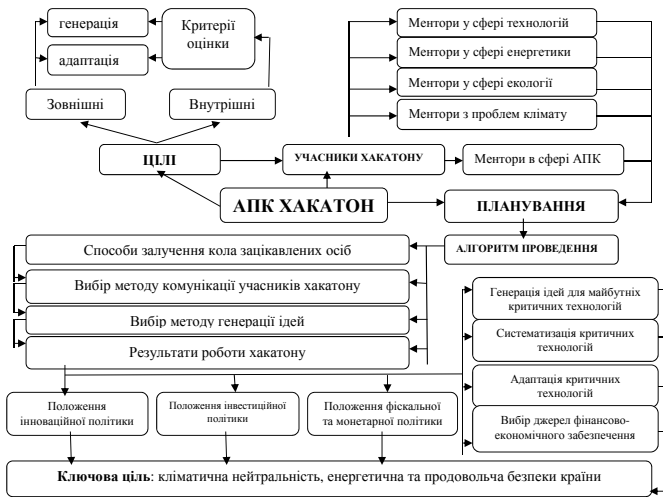 генерація
адаптація
Критерії
оцінки
Зовнішні
Внутрішні
Ментори у сфері технологій
Ментори у сфері енергетики
Ментори у сфері екології
Ментори з проблем клімату
ЦІЛІ
УЧАСНИКИ ХАКАТОНУ
Ментори в сфері АПК
АПК ХАКАТОН
ПЛАНУВАННЯ
АЛГОРИТМ ПРОВЕДЕННЯ
Способи залучення кола зацікавлених осіб
Вибір методу комунікації учасників хакатону
Вибір методу генерації ідей
Результати роботи хакатону
Генерація ідей для майбутніх
критичних технологій
Систематизація критичних
технологій
Адаптація критичних
технологій
Вибір джерел фінансово-
економічного забезпечення
Положення
інноваційної політики
Положення інвестиційної
політики
Положення фіскальної
та монетарної політики
Ключова ціль: кліматична нейтральність, енергетична та продовольча безпеки країни